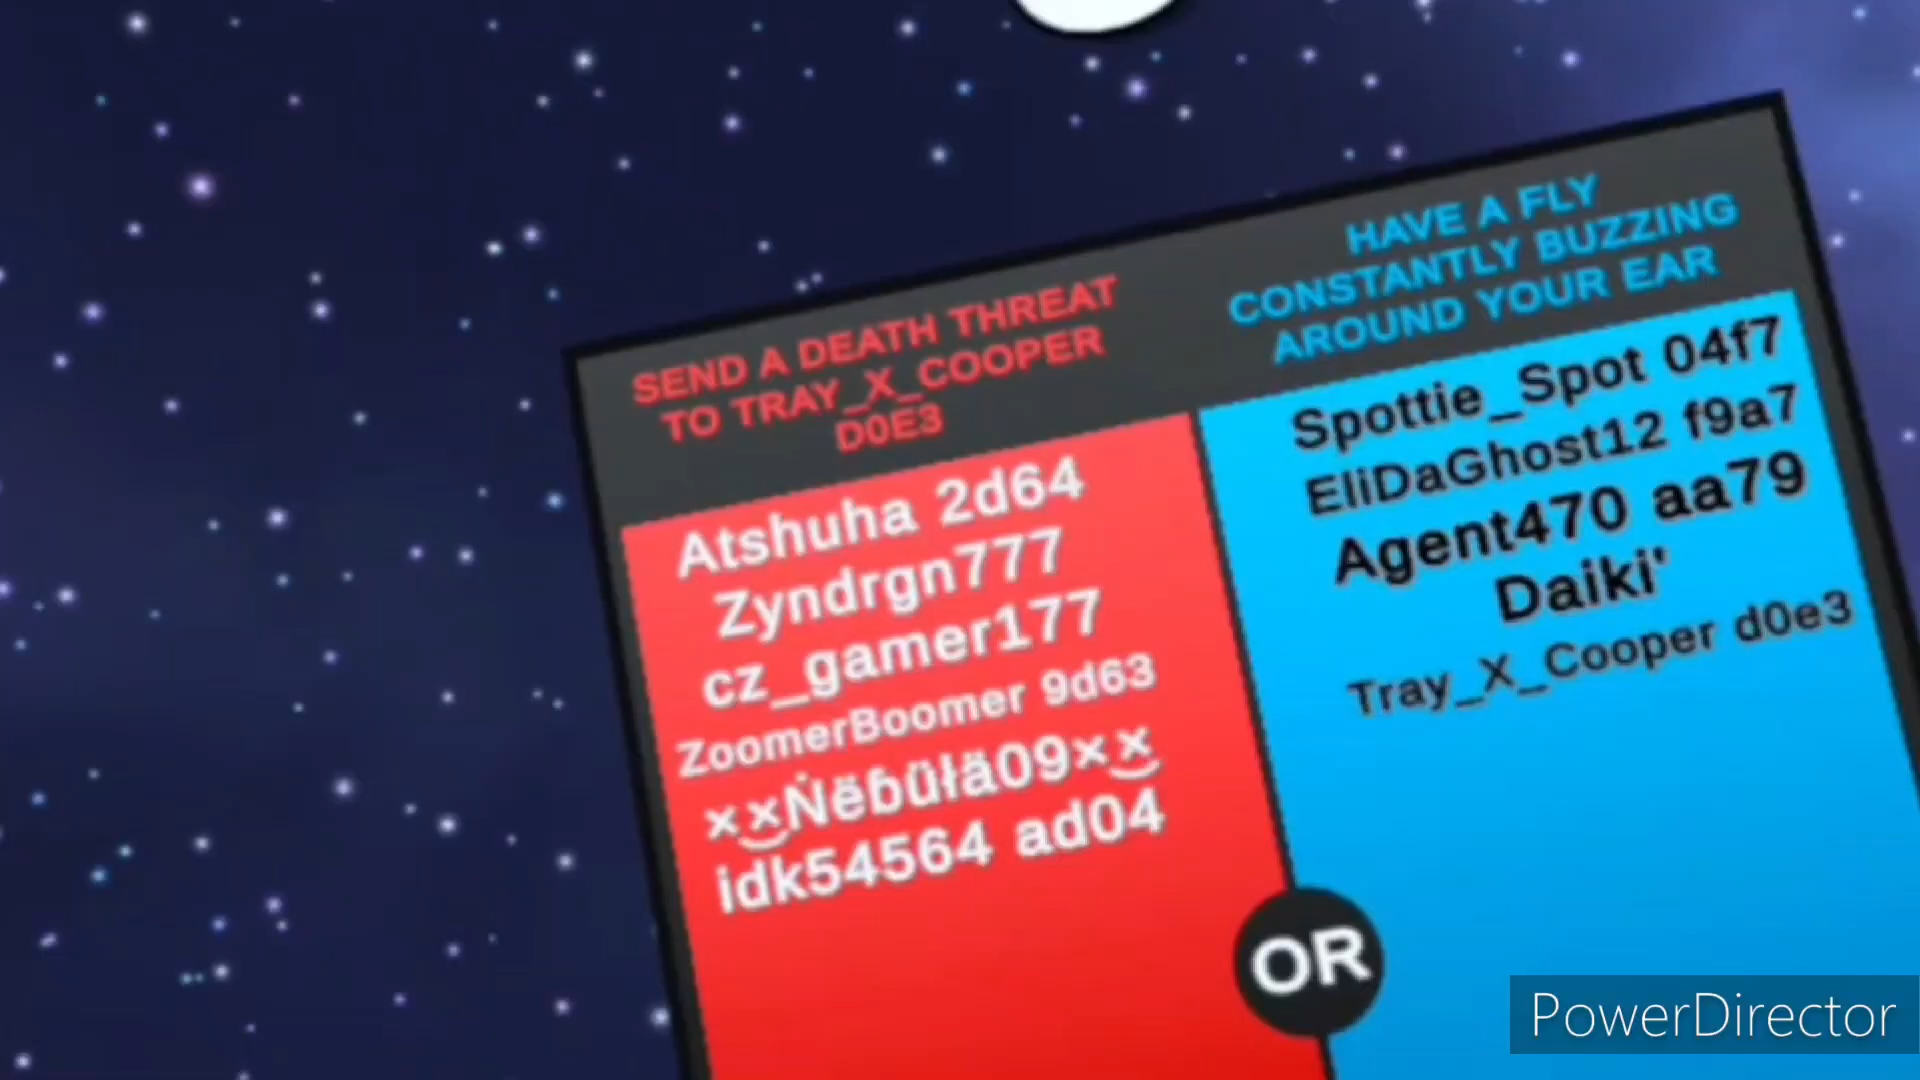 SEND A DEATH THREAT
TO TRAY_X_COOPER
D0E3
Atshuha 2d64
Zyndrgn777
cz_gamer177
ZoomerBoomer 9d63
×͜×Ṅëɓüłä09××͜
idk54564 ad04
HAVE A FLY
CONSTANTLY BUZZING
AROUND YOUR EAR
Spottie_Spot 04f7
EliDaGhost12 f9a7
Agent470 aa79
Daiki'
Tray_X_Cooper d0e3
OR
PowerDirector